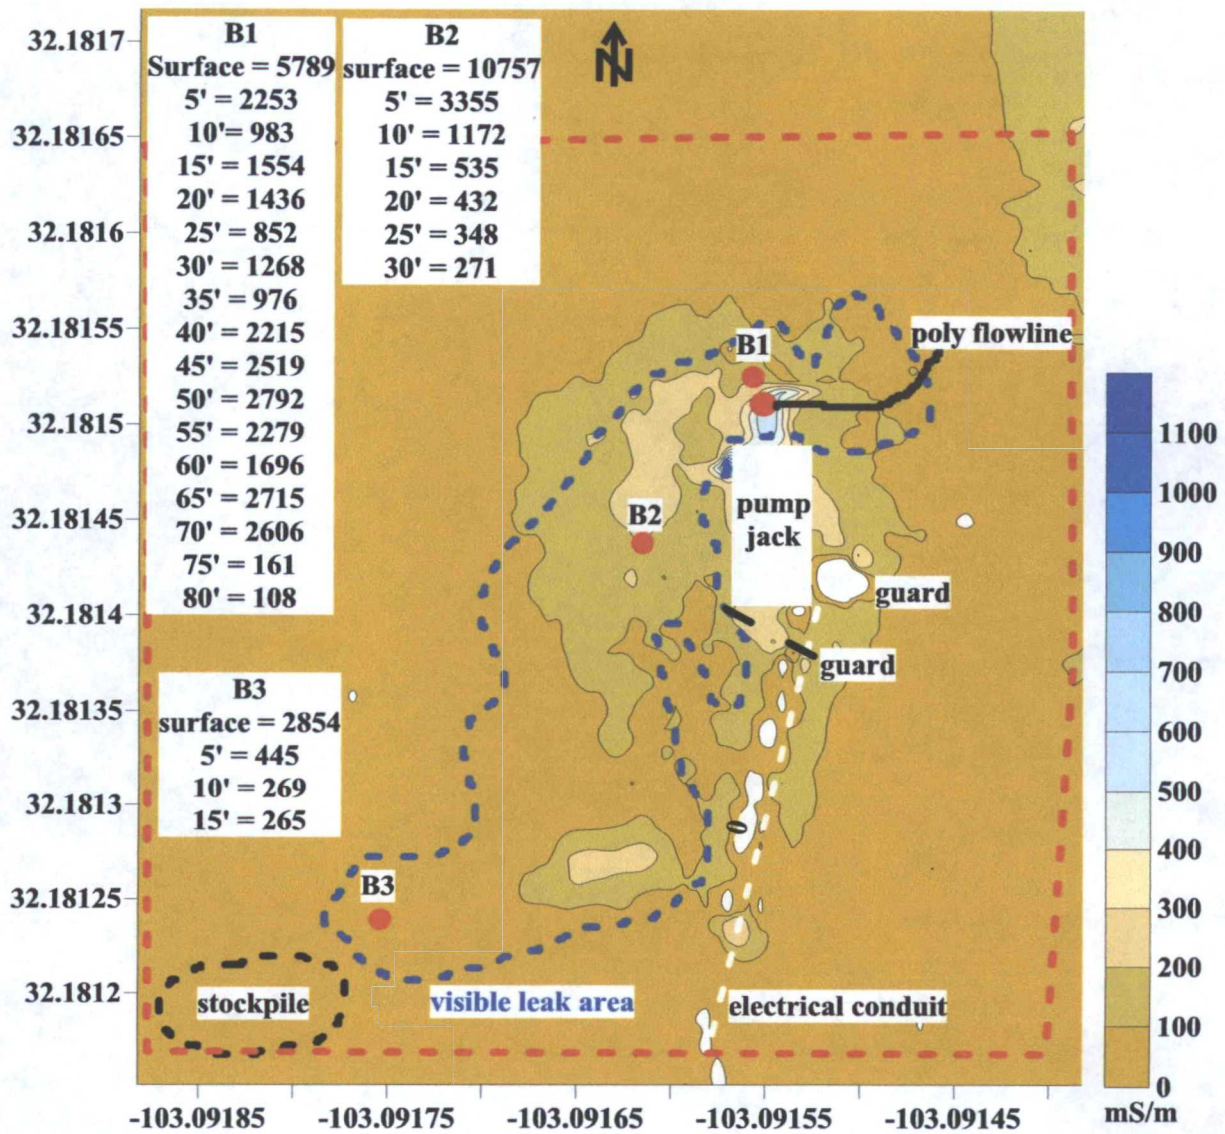 B1
Surface = 5789
5' = 2253
10'= 983
15' = 1554
20' = 1436
25' = 852
30' = 1268
35' = 976
40' = 2215
45' = 2519
50' = 2792
55' = 2279
60' = 1696
65' = 2715
70' = 2606
75' = 161
80' = 108
B2
surface = 10757
5' = 3355
10' = 1172
15' = 535
20' = 432
25' = 348
30' = 271
N
32.1817
32.18165
32.1816
32.18155
32.1815
32.18145
32.1814
32.18135
32.1813
32.18125
32.1812
poly flowline
B1
B2
pump
jack
guard
guard
B3
surface = 2854
5' = 445
10' = 269
15' = 265
0
B3
stockpile
visible leak area
electrical conduit
1100
1000
900
800
700
600
500
400
300
200
100
0
mS/m
-103.09185
-103.09175
-103.09165
-103.09155
-103.09145